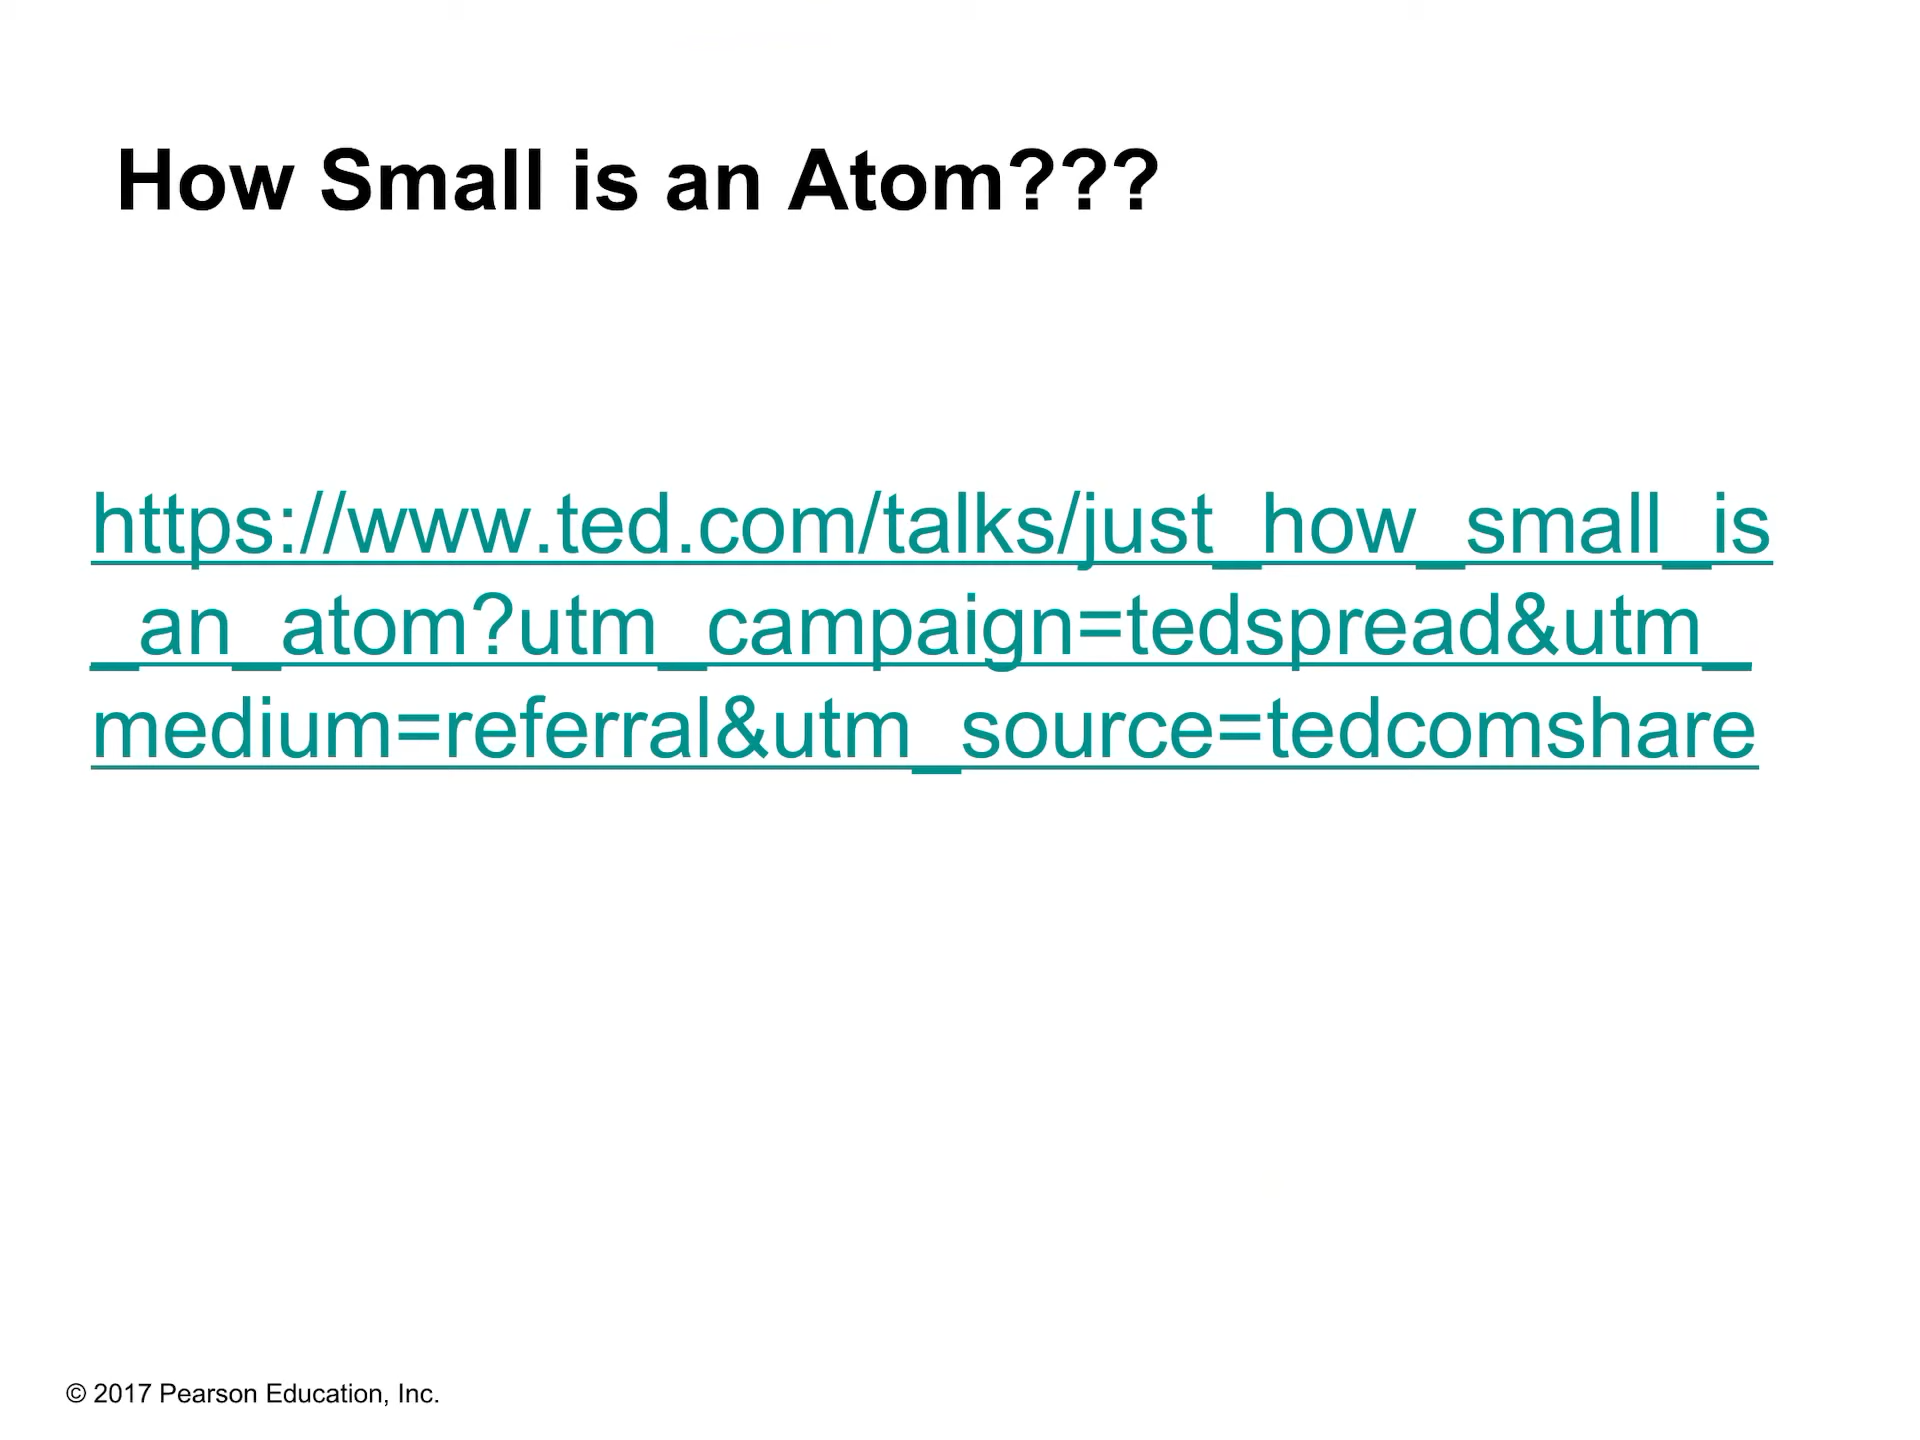 How Small is an Atom???
https://www.ted.com/talks/just_how_small_is
_an_atom?utm_campaign=tedspread&utm_
medium=referral&utm_source=tedcomshare
© 2017 Pearson Education, Inc.